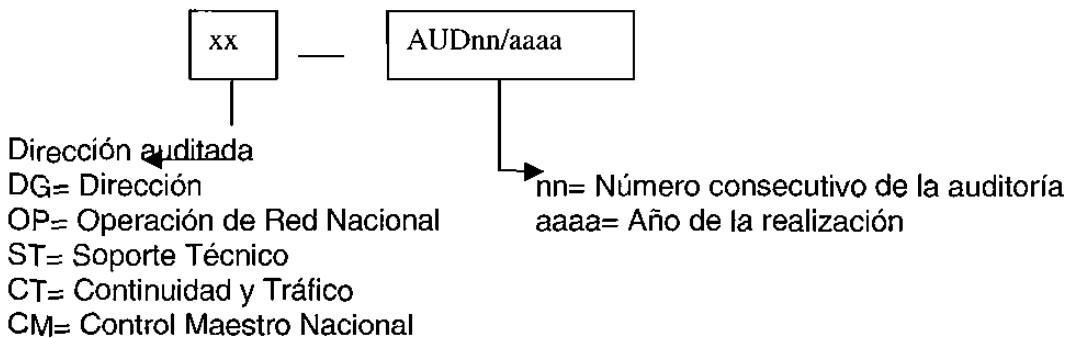 xx — AUDnn/aaaa
Dirección auditada
DG= Dirección
OP= Operación de Red Nacional
ST= Soporte Técnico
CT= Continuidad y Tráfico
CM= Control Maestro Nacional
nn= Número consecutivo de la auditoría
aaaa= Año de la realización